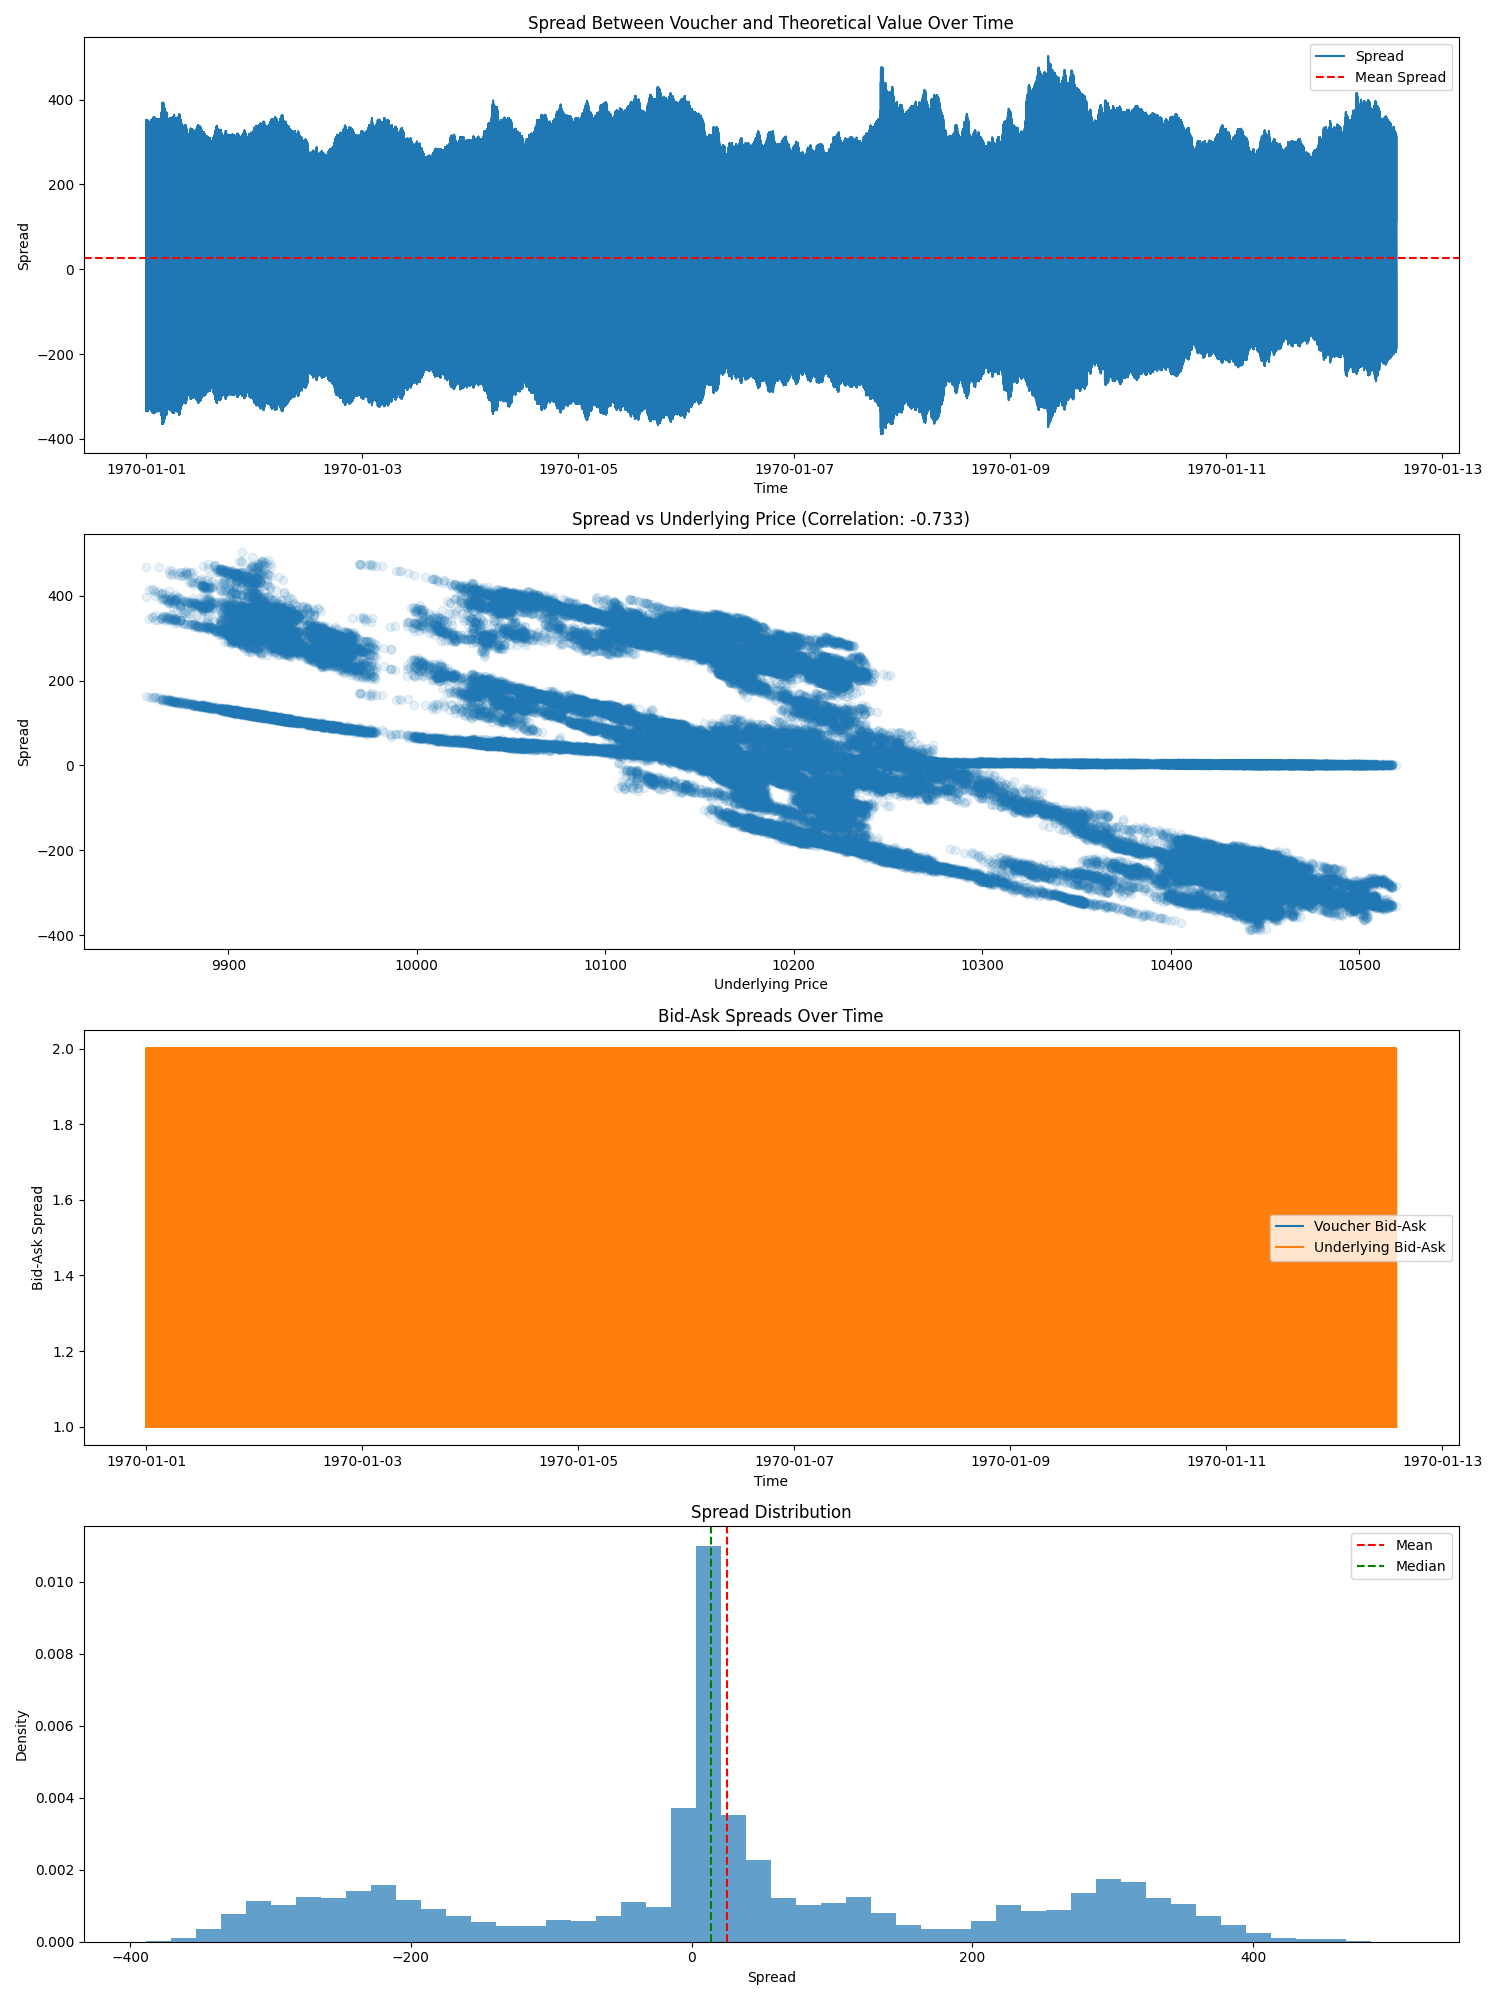 Spread Between Voucher and Theoretical Value Over Time
Spread
Mean Spread
400
200
0
−200
−400
Spread
1970-01-01 1970-01-03 1970-01-05 1970-01-07 1970-01-09 1970-01-11 1970-01-13
Time
Spread vs Underlying Price (Correlation: -0.733)
400
200
0
−200
−400
Spread
9900 10000 10100 10200 10300 10400 10500
Underlying Price
Bid-Ask Spreads Over Time
2.0
1.8
1.6
1.4
1.2
1.0
Bid-Ask Spread
Voucher Bid-Ask
Underlying Bid-Ask
1970-01-01 1970-01-03 1970-01-05 1970-01-07 1970-01-09 1970-01-11 1970-01-13
Time
Spread Distribution
Mean
Median
0.010
0.008
0.006
0.004
0.002
0.000
Density
−400 −200 0 200 400
Spread